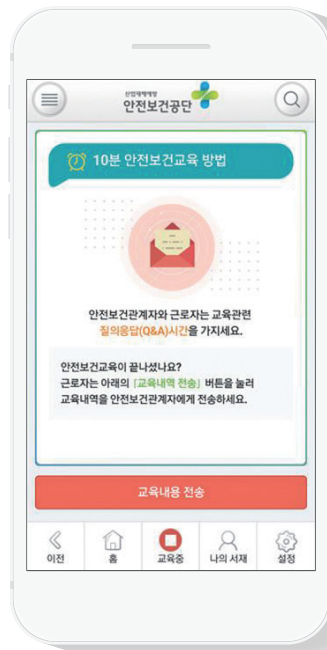 산업재해예방
안전보건공단
10분 안전보건교육 방법
안전보건관계자와 근로자는 교육관련
질의응답(Q&A)시간을 가지세요.
안전보건교육이 끝나셨나요?
근로자는 아래의 「교육내역 전송」 버튼을 눌러
교육내역을 안전보건관계자에게 전송하세요.
교육내용 전송
이전
홈
교육중
나의 서재
설정